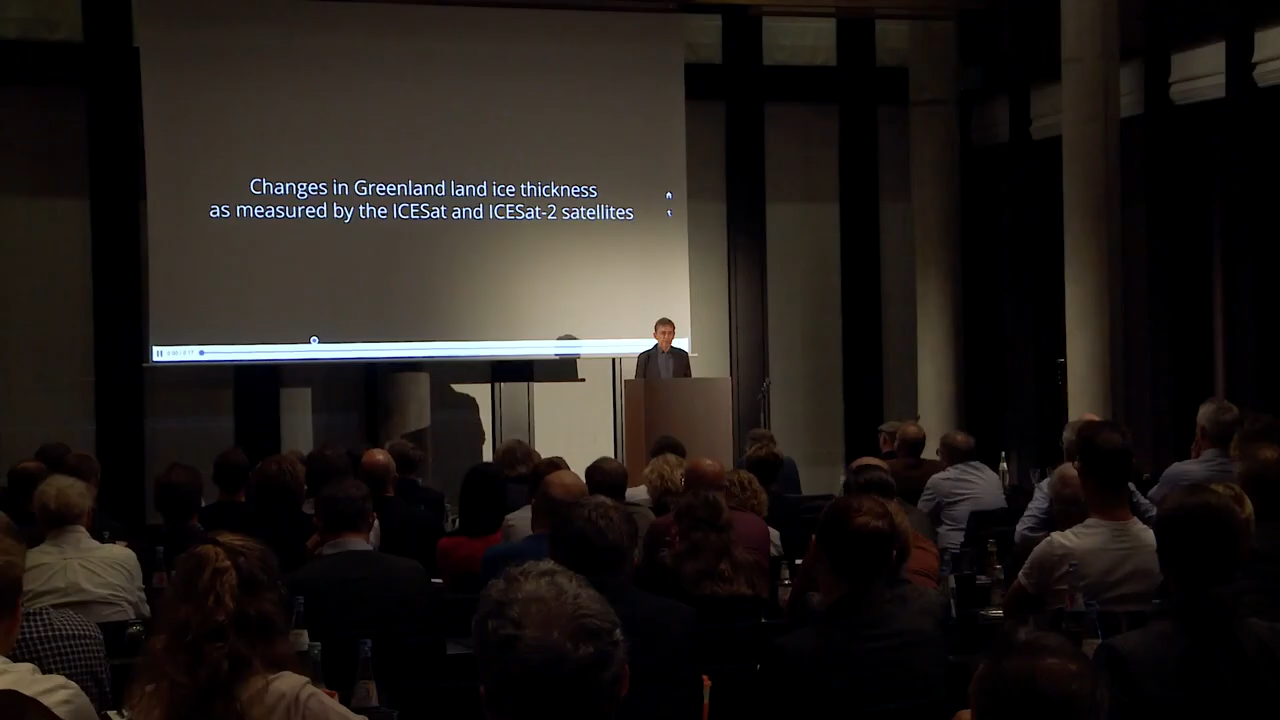 Changes in Greenland land ice thickness
as measured by the ICESat and ICESat-2 satellites